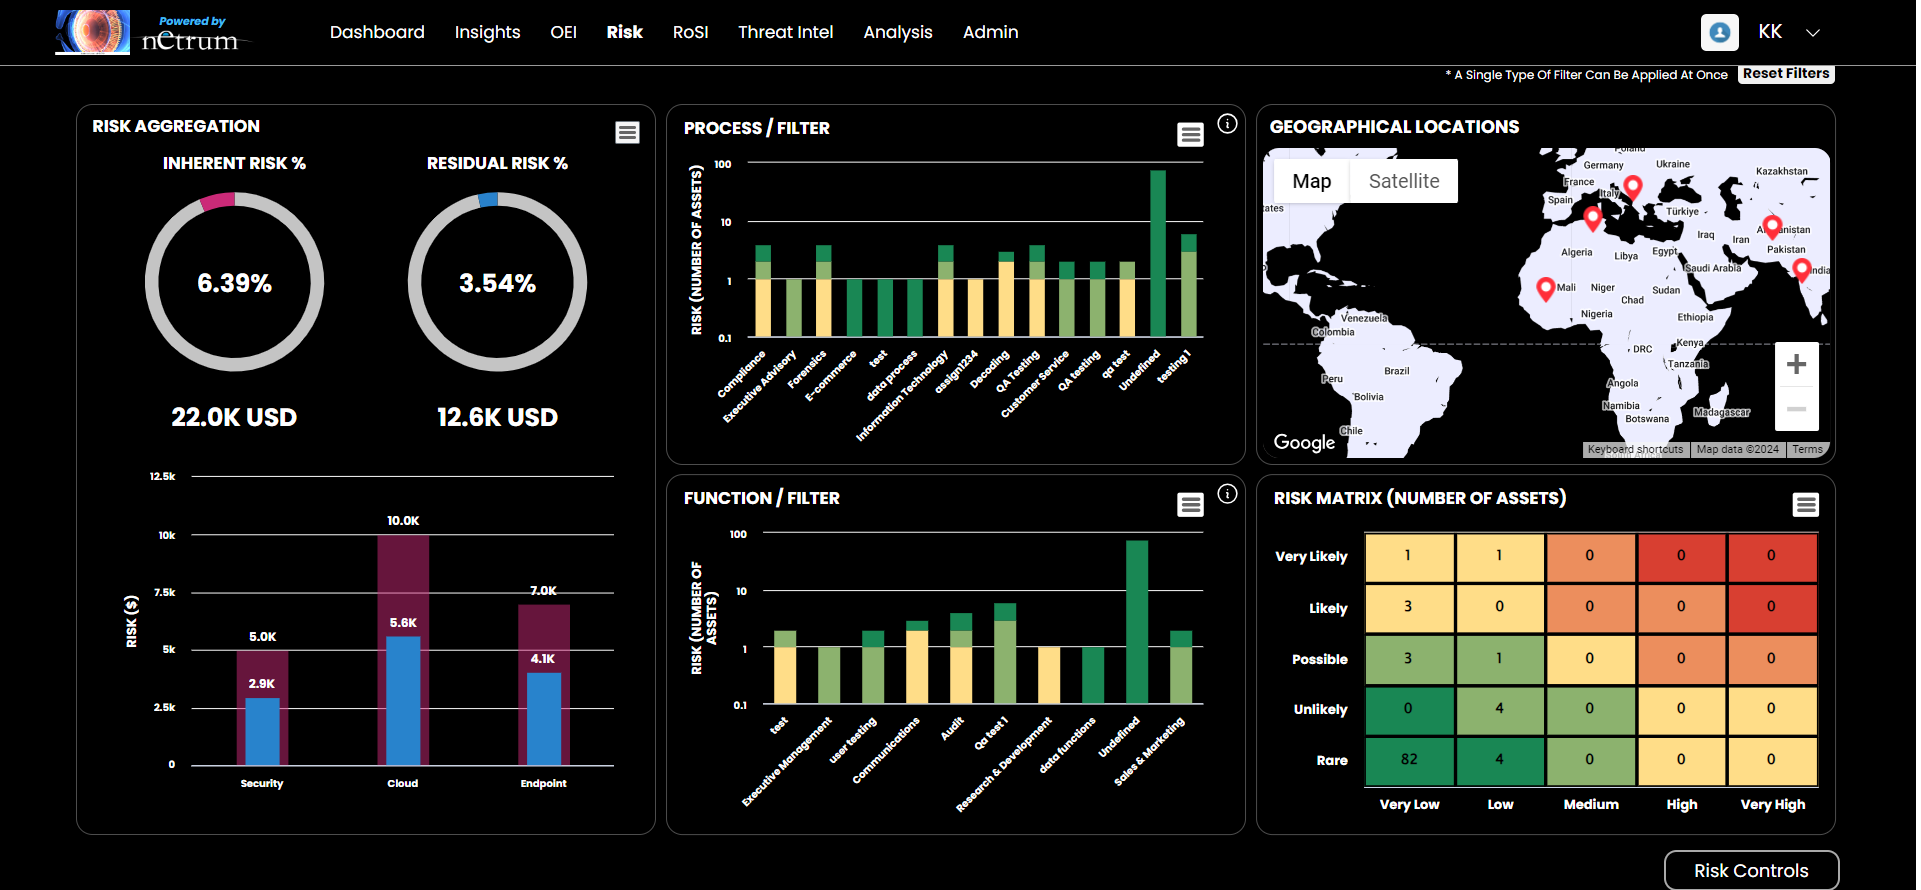 Powered by
netrum
Dashboard Insights OEI Risk RoSI Threat Intel Analysis Admin
KK
* A Single Type Of Filter Can Be Applied At Once
Reset Filters
RISK AGGREGATION
INHERENT RISK %
RESIDUAL RISK %
6.39%
3.54%
22.0K USD
12.6K USD
RISK ($)
12.5k
10k
7.5k
5k
2.5k
0
5.0K
2.9K
10.0K
5.6K
7.0K
4.1K
Security
Cloud
Endpoint
PROCESS / FILTER
RISK (NUMBER OF ASSETS)
100
10
1
0.1
Compliance
Executive Advisory
Forensics
E-commerce
test
data process
Information Technology
assign1234
Decoding
QA Testing
Customer Service
QA testing
qa test
Undefined
testing 1
FUNCTION / FILTER
RISK (NUMBER OF
ASSETS)
100
10
1
0.1
test
Executive Management
user testing
Communications
Audit
Qa test 1
Research & Development
data functions
Undefined
Sales & Marketing
GEOGRAPHICAL LOCATIONS
Map
Satellite
Poland
Germany
Ukraine
Kazakhstan
France
Italy
Spain
Türkiye
Iraq
Iran
Pakistan
Algeria
Libya
Egypt
Saudi Arabia
India
Mali
Niger
Chad
Sudan
Nigeria
Ethiopia
Venezuela
Colombia
DRC
Kenya
Tanzania
Peru
Brazil
Bolivia
Angola
Namibia
Botswana
Madagascar
Chile
Google
Keyboard shortcuts
Map data ©2024
Terms
RISK MATRIX (NUMBER OF ASSETS)
Very Likely 1 1 0 0 0
Likely 3 0 0 0 0
Possible 3 1 0 0 0
Unlikely 0 4 0 0 0
Rare 82 4 0 0 0
Very Low Low Medium High Very High
Risk Controls